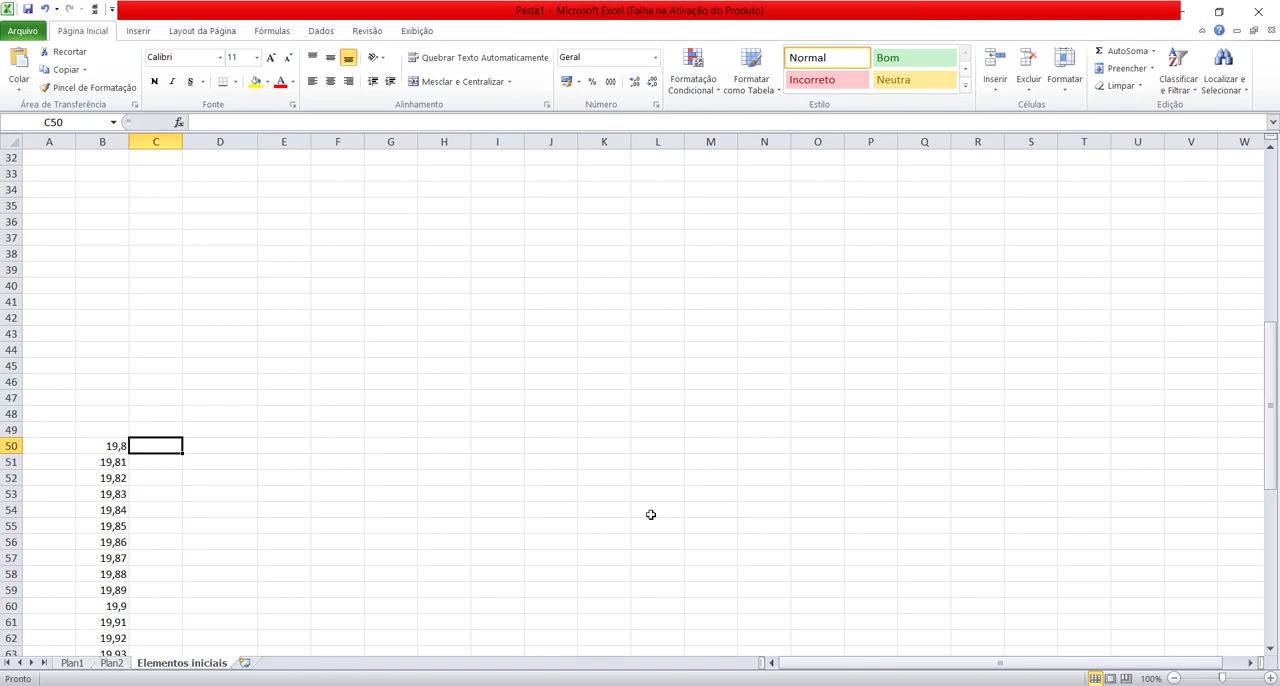 Pasta1 - Microsoft Excel (Falha na Ativação do Produto)
Arquivo Página Inicial Inserir Layout da Página Fórmulas Dados Revisão Exibição
Colar
Recortar
Copiar
Pincel de Formatação
Área de Transferência
Calibri 11
N I S
Fonte
Quebrar Texto Automaticamente
Mesclar e Centralizar
Alinhamento
Geral
% 000
Número
Formatação Condicional
Formatar como Tabela
Normal Bom
Incorreto Neutra
Estilo
Inserir Excluir Formatar
Células
Σ AutoSoma
Preencher
Limpar
Classificar e Filtrar
Localizar e Selecionar
Edição
C50 fx
A B C D E F G H I J K L M N O P Q R S T U V W
32
33
34
35
36
37
38
39
40
41
42
43
44
45
46
47
48
49
50 19,8
51 19,81
52 19,82
53 19,83
54 19,84
55 19,85
56 19,86
57 19,87
58 19,88
59 19,89
60 19,9
61 19,91
62 19,92
63 19,93
Plan1 Plan2 Elementos iniciais
Pronto 100%